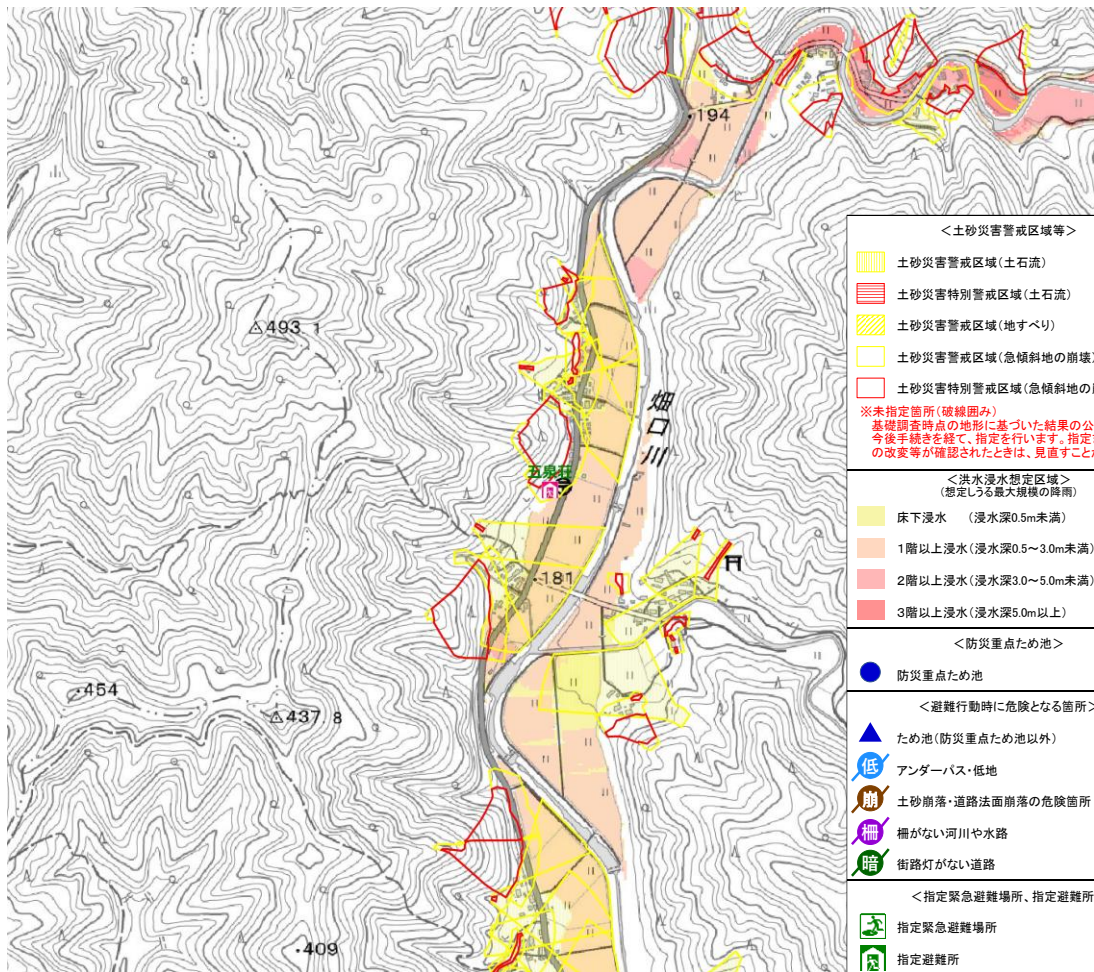 194
△493.1
畑口川
五泉荘
181
454
△437.8
409
＜土砂災害警戒区域等＞
土砂災害警戒区域(土石流)
土砂災害特別警戒区域(土石流)
土砂災害警戒区域(地すべり)
土砂災害警戒区域(急傾斜地の崩壊)
土砂災害特別警戒区域(急傾斜地の
※未指定箇所(破線囲み)
基礎調査時点の地形に基づいた結果の公
今後手続きを経て、指定を行います。指定
の改変等が確認されたときは、見直すこと
＜洪水浸水想定区域＞
(想定しうる最大規模の降雨)
床下浸水　(浸水深0.5m未満)
1階以上浸水(浸水深0.5～3.0m未満)
2階以上浸水(浸水深3.0～5.0m未満)
3階以上浸水(浸水深5.0m以上)
＜防災重点ため池＞
防災重点ため池
＜避難行動時に危険となる箇所＞
ため池(防災重点ため池以外)
低 アンダーパス・低地
崩 土砂崩落・道路法面崩落の危険箇所
柵 柵がない河川や水路
暗 街路灯がない道路
＜指定緊急避難場所、指定避難所
指定緊急避難場所
指定避難所